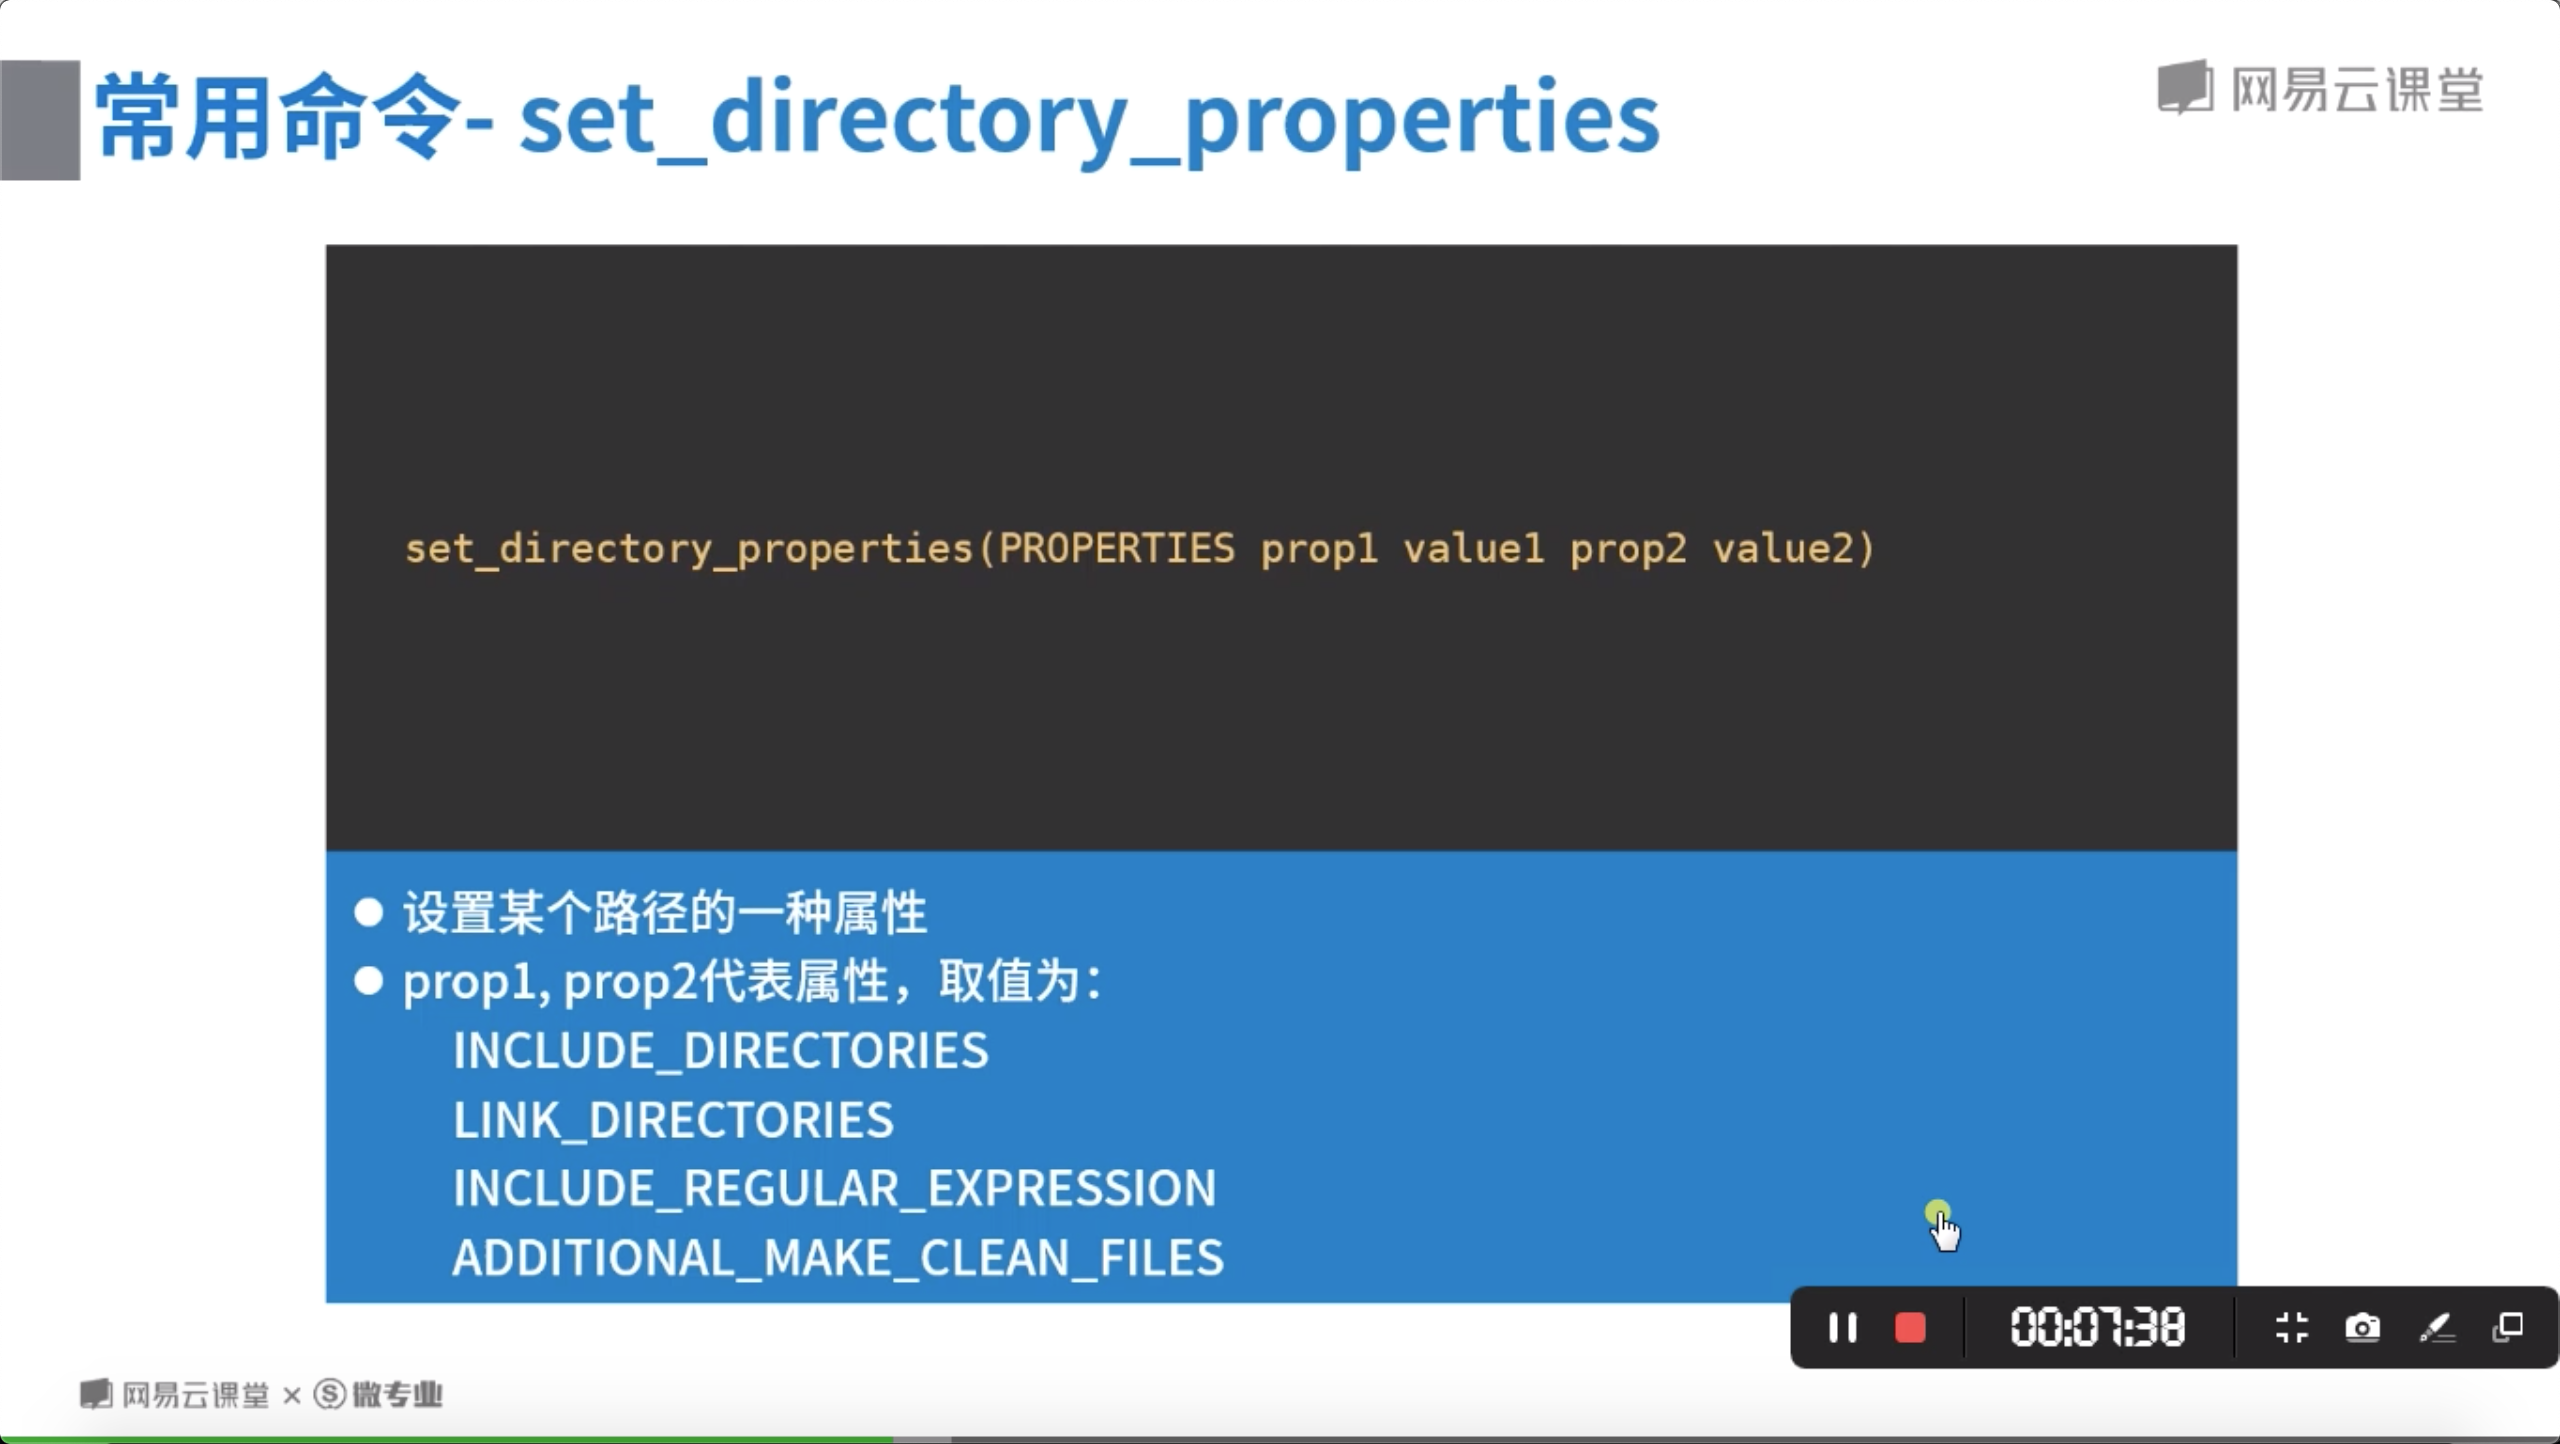 常用命令- set_directory_properties
网易云课堂
set_directory_properties(PROPERTIES prop1 value1 prop2 value2)
● 设置某个路径的一种属性
● prop1, prop2代表属性，取值为：
INCLUDE_DIRECTORIES
LINK_DIRECTORIES
INCLUDE_REGULAR_EXPRESSION
ADDITIONAL_MAKE_CLEAN_FILES
00:07:38
网易云课堂 × Ⓢ微专业